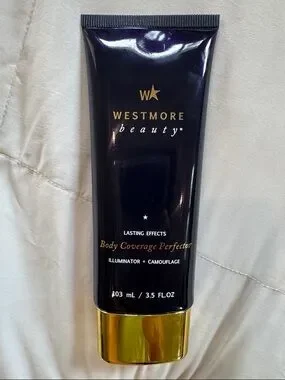 W
WESTMORE
beauty®
LASTING EFFECTS
Body Coverage Perfector
ILLUMINATOR + CAMOUFLAGE
103 mL / 3.5 FL.OZ